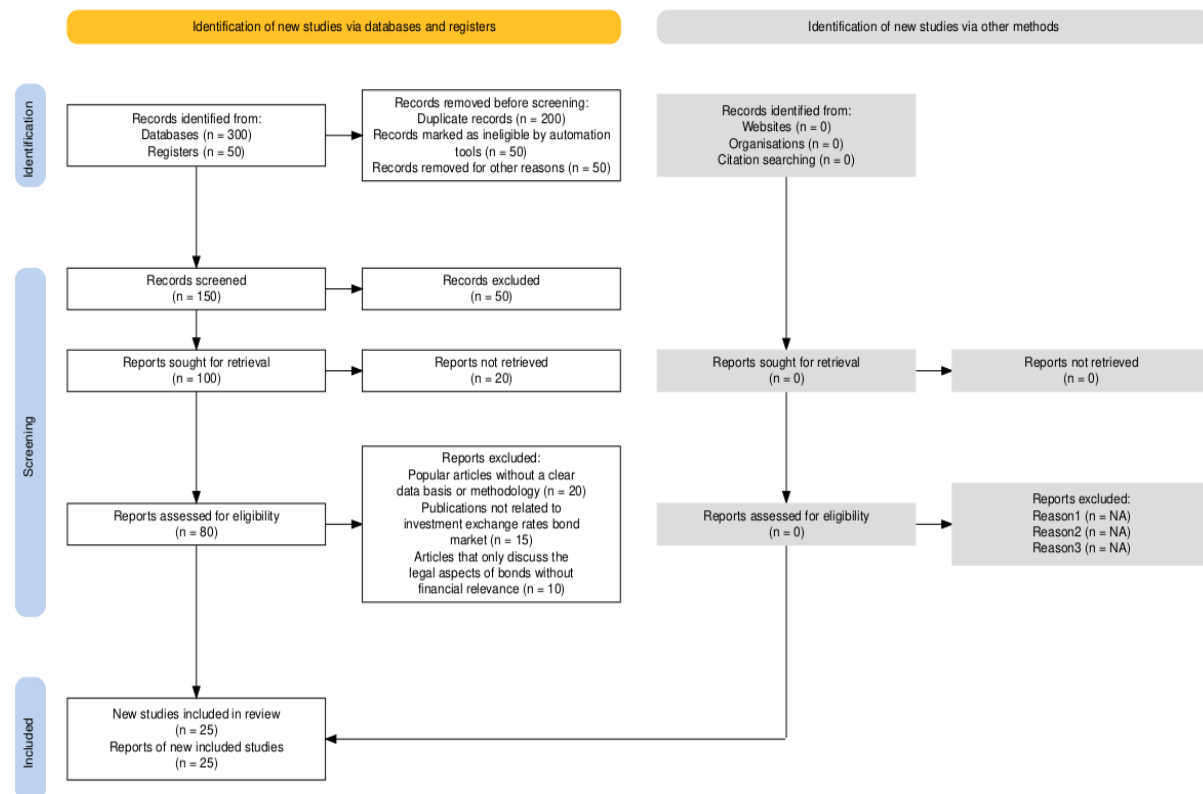 Identification of new studies via databases and registers
Identification of new studies via other methods
Identification
Records identified from:
Databases (n = 300)
Registers (n = 50)
Records removed before screening:
Duplicate records (n = 200)
Records marked as ineligible by automation
tools (n = 50)
Records removed for other reasons (n = 50)
Records identified from:
Websites (n = 0)
Organisations (n = 0)
Citation searching (n = 0)
Screening
Records screened
(n = 150)
Records excluded
(n = 50)
Reports sought for retrieval
(n = 100)
Reports not retrieved
(n = 20)
Reports sought for retrieval
(n = 0)
Reports not retrieved
(n = 0)
Reports assessed for eligibility
(n = 80)
Reports excluded:
Popular articles without a clear
data basis or methodology (n = 20)
Publications not related to
investment exchange rates bond
market (n = 15)
Articles that only discuss the
legal aspects of bonds without
financial relevance (n = 10)
Reports assessed for eligibility
(n = 0)
Reports excluded:
Reason1 (n = NA)
Reason2 (n = NA)
Reason3 (n = NA)
Included
New studies included in review
(n = 25)
Reports of new included studies
(n = 25)